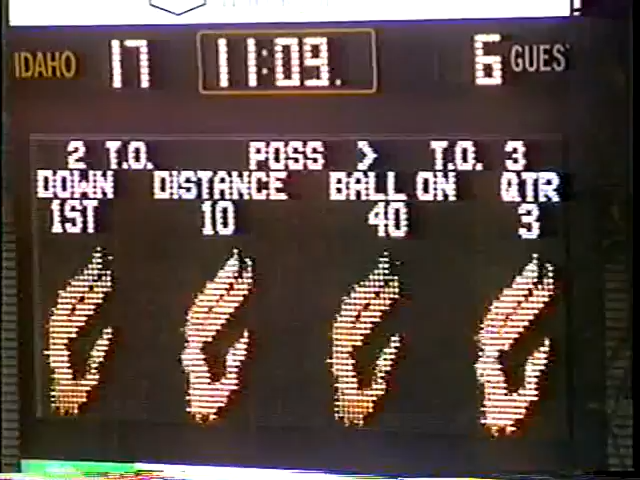 IDAHO 17 11:09. 6 GUES
2 T.O. POSS > T.O. 3
DOWN DISTANCE BALL ON QTR
1ST 10 40 3